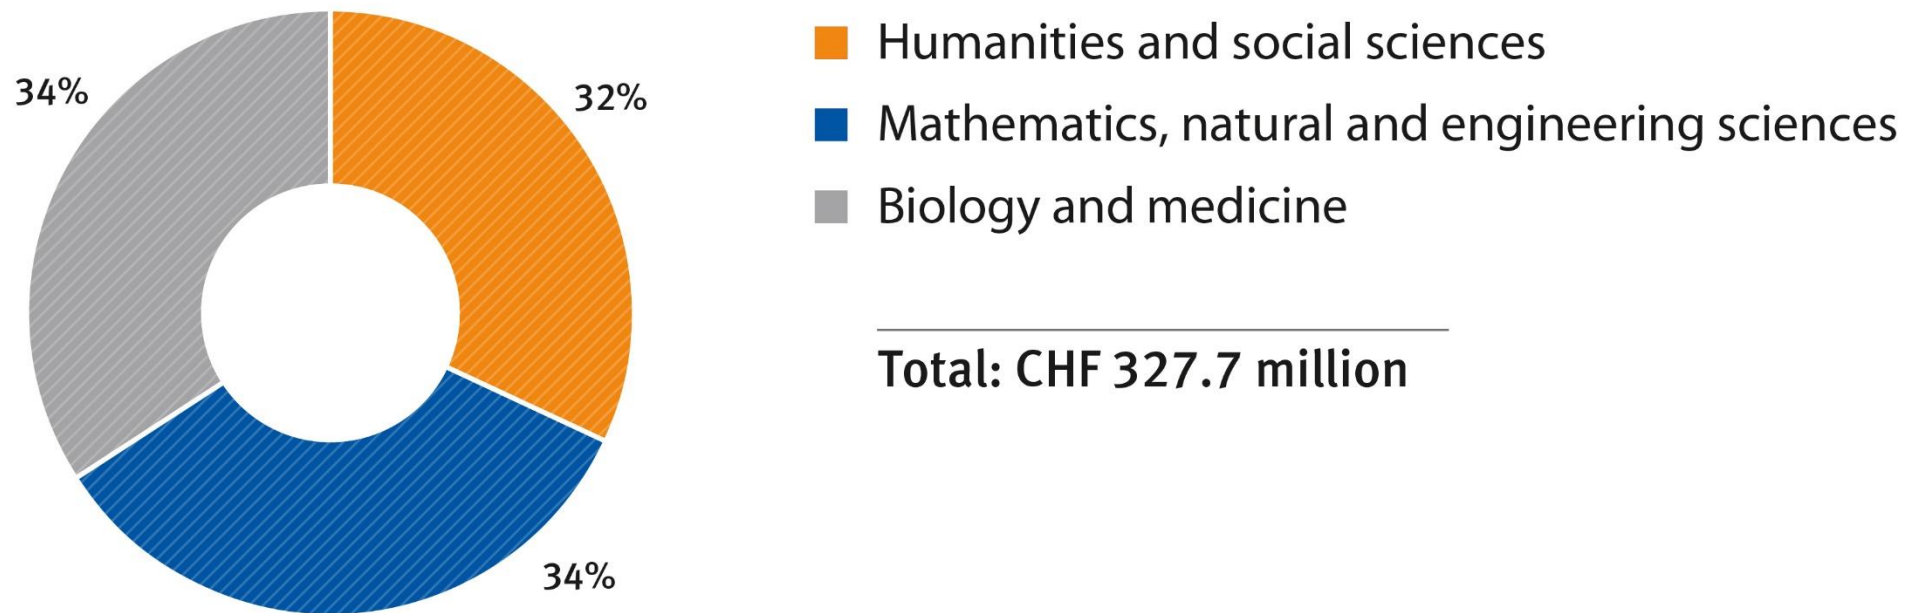 34%
32%
34%
Humanities and social sciences
Mathematics, natural and engineering sciences
Biology and medicine
Total: CHF 327.7 million